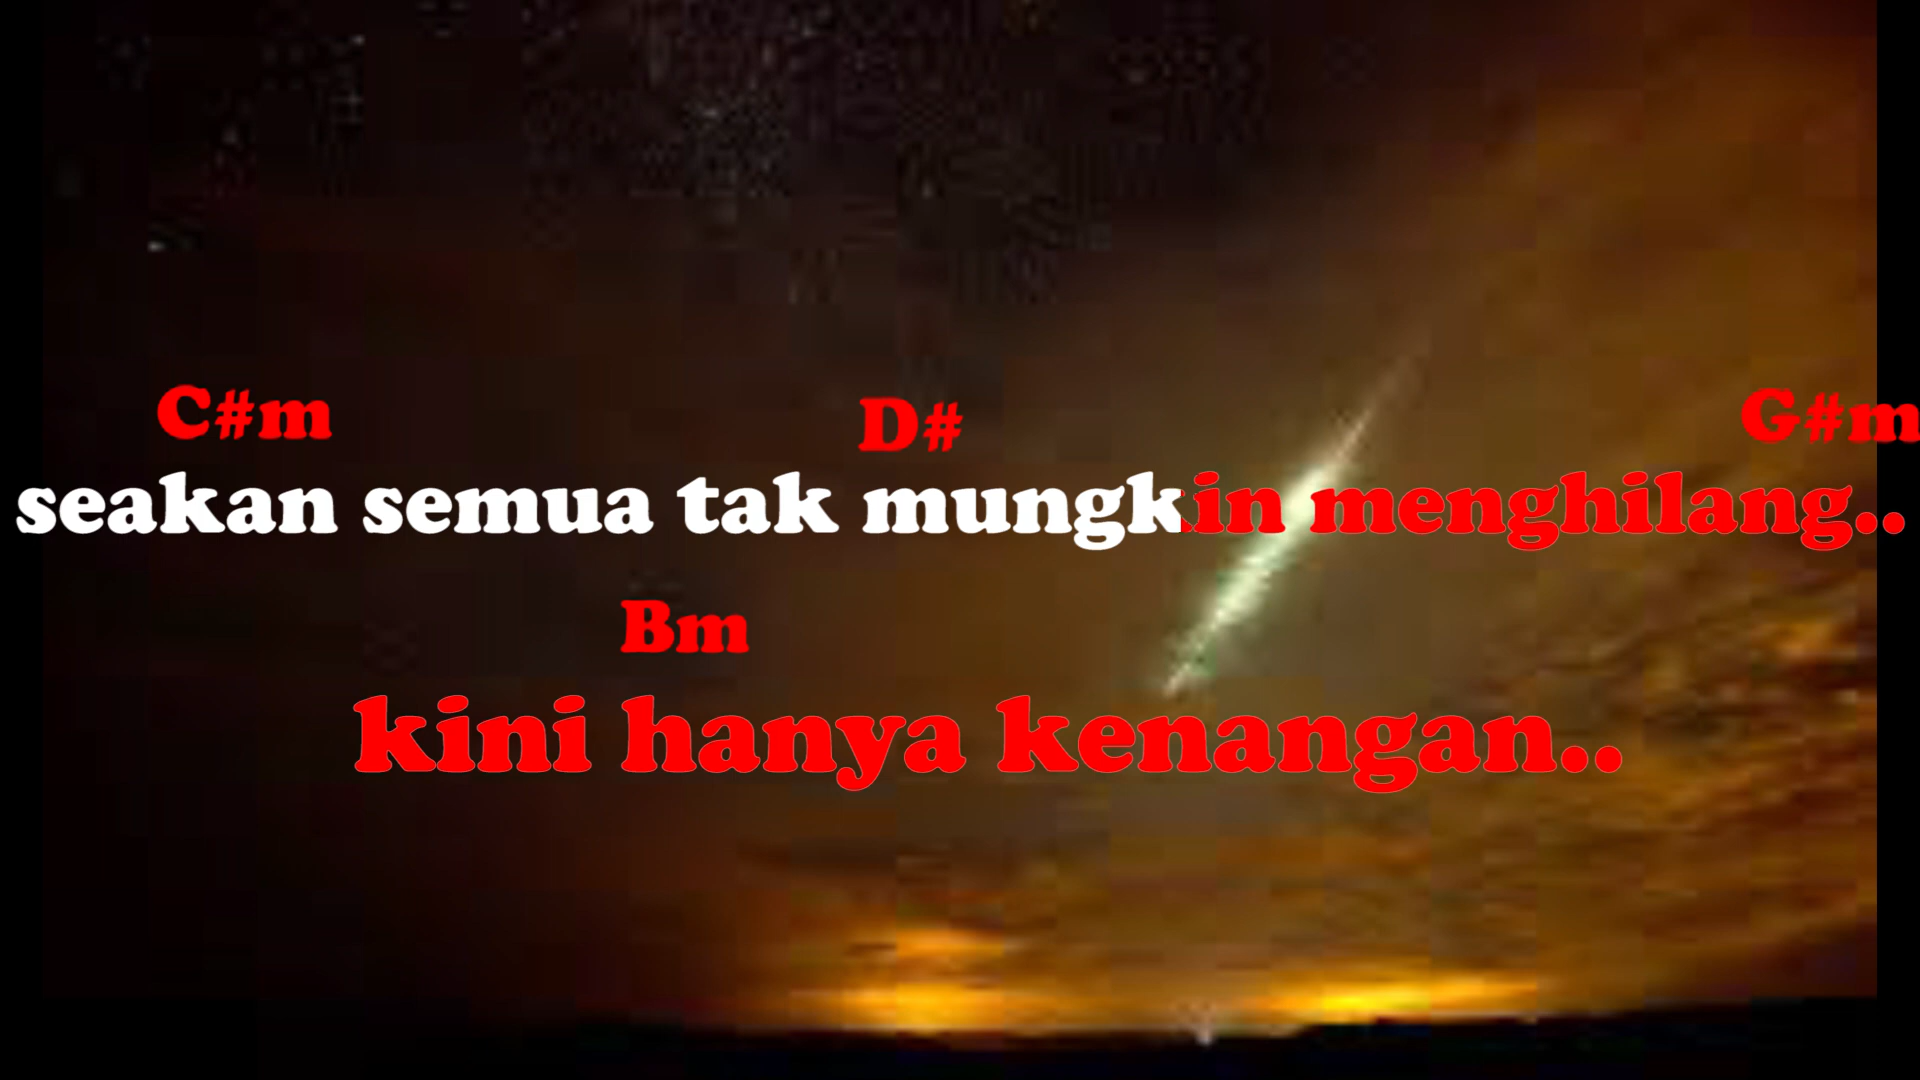 C#m D# G#m
seakan semua tak mungkin menghilang..
Bm
kini hanya kenangan..